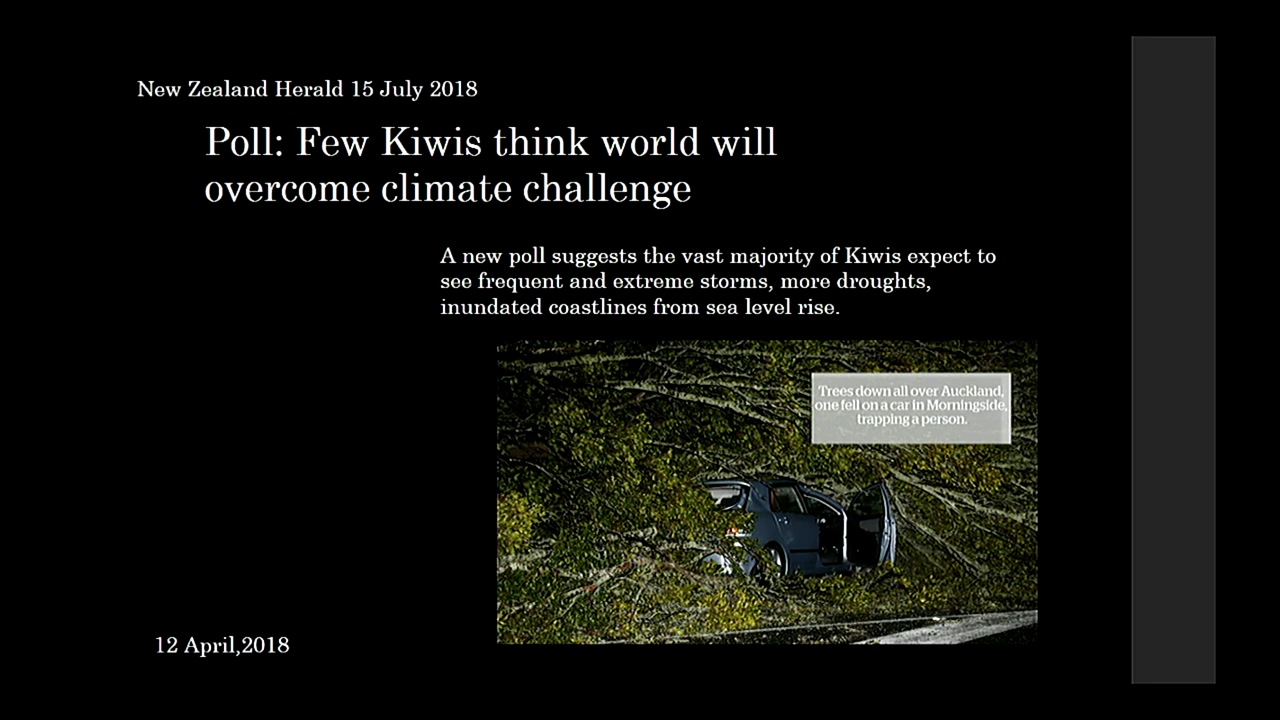 New Zealand Herald 15 July 2018
Poll: Few Kiwis think world will
overcome climate challenge
A new poll suggests the vast majority of Kiwis expect to
see frequent and extreme storms, more droughts,
inundated coastlines from sea level rise.
Trees down all over Auckland,
one fell on a car in Morningside,
trapping a person.
12 April,2018